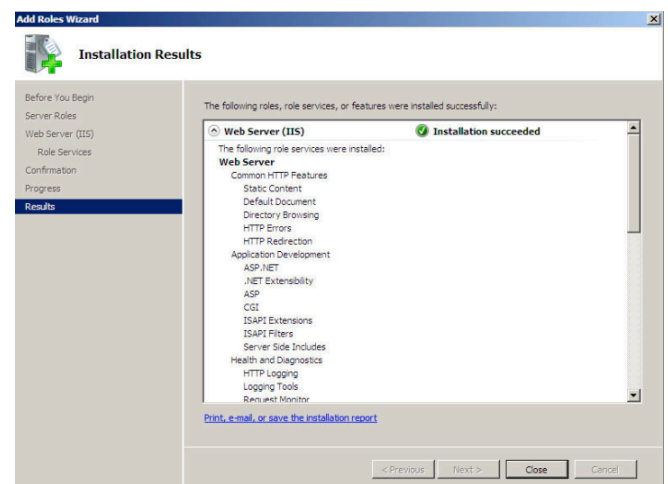 Add Roles Wizard
Installation Results
Before You Begin
Server Roles
Web Server (IIS)
Role Services
Confirmation
Progress
Results
The following roles, role services, or features were installed successfully:
Web Server (IIS) Installation succeeded
The following role services were installed:
Web Server
Common HTTP Features
Static Content
Default Document
Directory Browsing
HTTP Errors
HTTP Redirection
Application Development
ASP.NET
.NET Extensibility
ASP
CGI
ISAPI Extensions
ISAPI Filters
Server Side Includes
Health and Diagnostics
HTTP Logging
Logging Tools
Request Monitor
Print, e-mail, or save the installation report
< Previous Next > Close Cancel